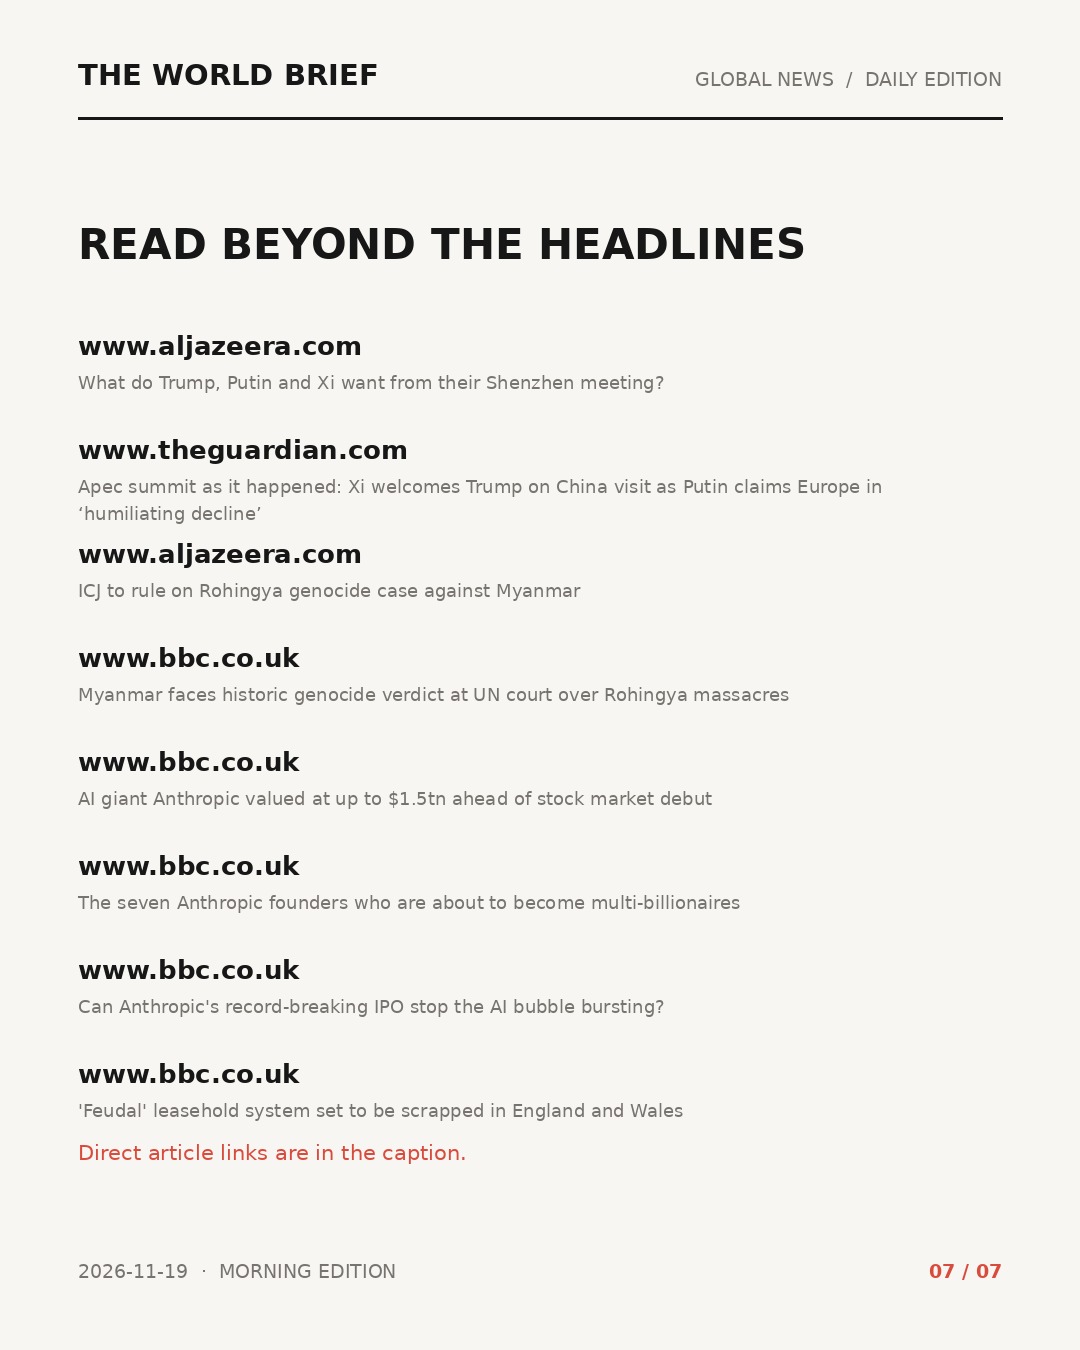 THE WORLD BRIEF
GLOBAL NEWS / DAILY EDITION
READ BEYOND THE HEADLINES
www.aljazeera.com
What do Trump, Putin and Xi want from their Shenzhen meeting?
www.theguardian.com
Apec summit as it happened: Xi welcomes Trump on China visit as Putin claims Europe in
‘humiliating decline’
www.aljazeera.com
ICJ to rule on Rohingya genocide case against Myanmar
www.bbc.co.uk
Myanmar faces historic genocide verdict at UN court over Rohingya massacres
www.bbc.co.uk
AI giant Anthropic valued at up to $1.5tn ahead of stock market debut
www.bbc.co.uk
The seven Anthropic founders who are about to become multi-billionaires
www.bbc.co.uk
Can Anthropic's record-breaking IPO stop the AI bubble bursting?
www.bbc.co.uk
'Feudal' leasehold system set to be scrapped in England and Wales
Direct article links are in the caption.
2026-11-19 · MORNING EDITION
07 / 07